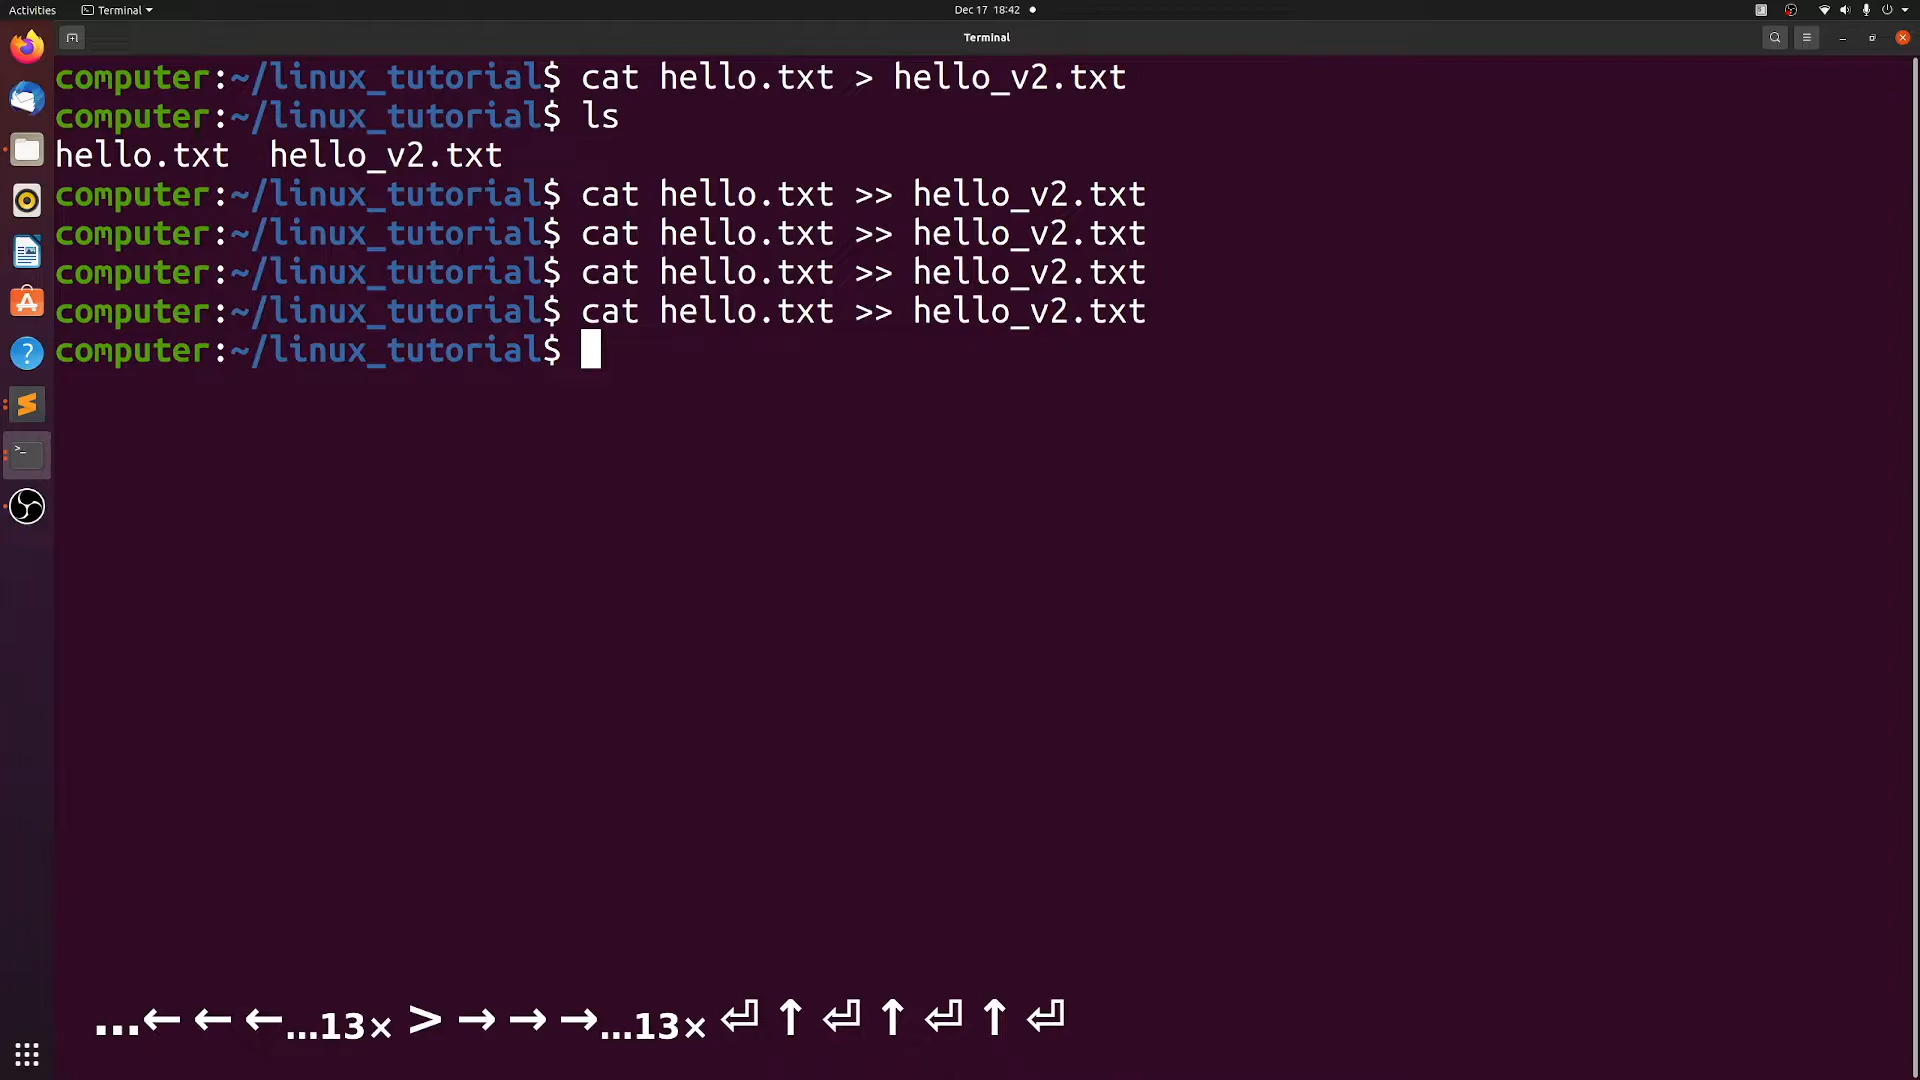 Activities Terminal Dec 17 18:42
Terminal
computer:~/linux_tutorial$ cat hello.txt > hello_v2.txt
computer:~/linux_tutorial$ ls
hello.txt  hello_v2.txt
computer:~/linux_tutorial$ cat hello.txt >> hello_v2.txt
computer:~/linux_tutorial$ cat hello.txt >> hello_v2.txt
computer:~/linux_tutorial$ cat hello.txt >> hello_v2.txt
computer:~/linux_tutorial$ cat hello.txt >> hello_v2.txt
computer:~/linux_tutorial$
...←←←...13× > →→→...13× ⏎↑⏎↑⏎↑⏎